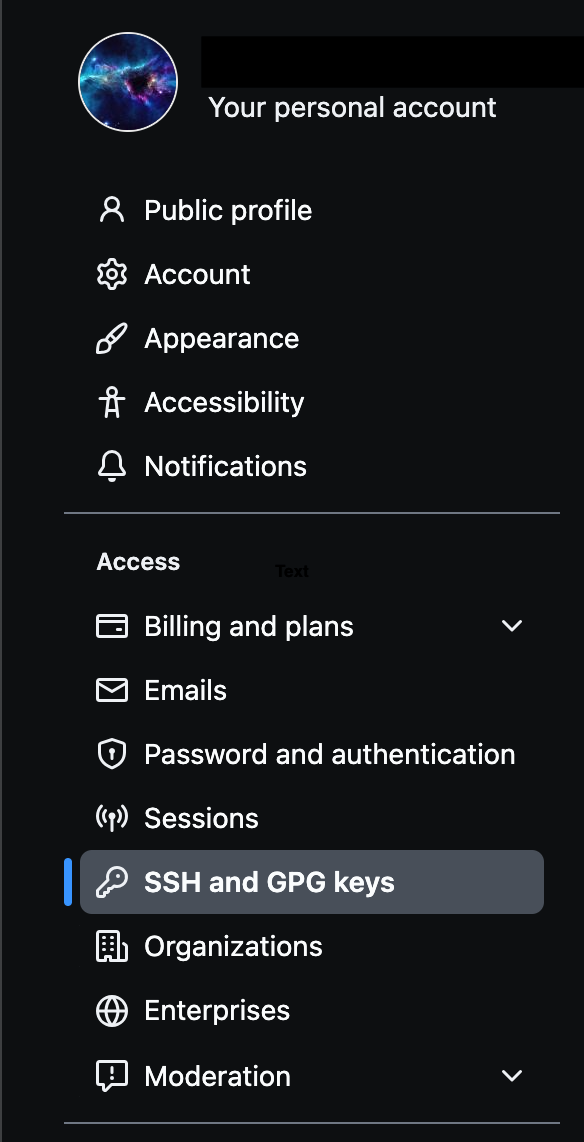 Your personal account
Public profile
Account
Appearance
Accessibility
Notifications
Access
Text
Billing and plans
Emails
Password and authentication
Sessions
SSH and GPG keys
Organizations
Enterprises
Moderation